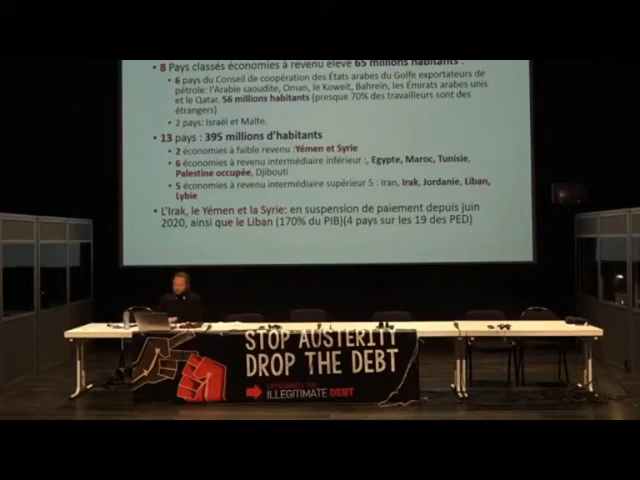 • 8 Pays classés économies à revenu élevé 65 millions habitants :
• 6 pays du Conseil de coopération des États arabes du Golfe exportateurs de
pétrole: l'Arabie saoudite, Oman, le Koweit, Bahrein, les Émirats arabes unis
et le Qatar. 56 millions habitants (presque 70% des travailleurs sont des
étrangers)
• 2 pays: Israël et Malte.
• 13 pays : 395 millions d'habitants
• 2 économies à faible revenu :Yémen et Syrie
• 6 économies à revenu intermédiaire inférieur :, Egypte, Maroc, Tunisie,
Palestine occupée, Djibouti
• 5 économies à revenu intermédiaire supérieur 5 : Iran, Irak, Jordanie, Liban,
Lybie
• L'Irak, le Yémen et la Syrie: en suspension de paiement depuis juin
2020, ainsi que le Liban (170% du PIB)(4 pays sur les 19 des PED)
STOP AUSTERITY
DROP THE DEBT
ILLEGITIMATE DEBT